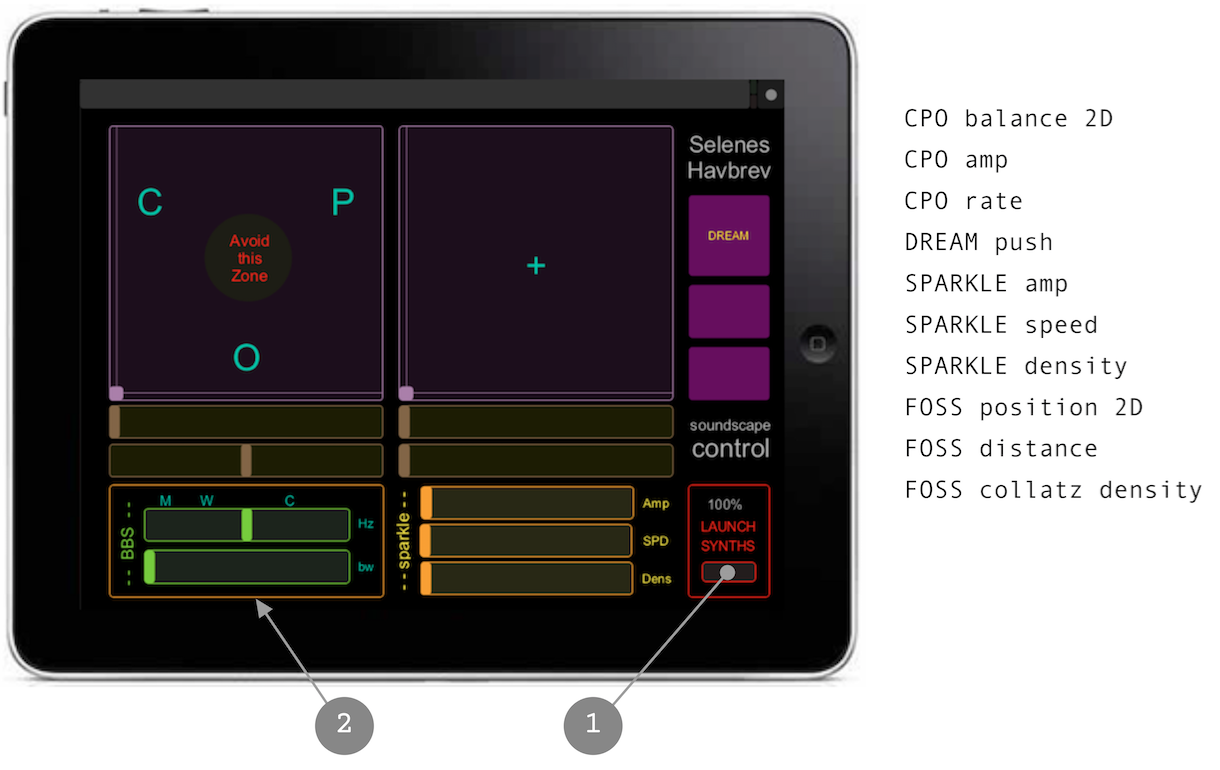 C
P
Avoid
this
Zone
O
+
Selenes
Havbrev
DREAM
soundscape
control
-- BBS --
M W C
Hz
bw
-- sparkle --
Amp
SPD
Dens
100%
LAUNCH
SYNTHS
2
1
CPO balance 2D
CPO amp
CPO rate
DREAM push
SPARKLE amp
SPARKLE speed
SPARKLE density
FOSS position 2D
FOSS distance
FOSS collatz density